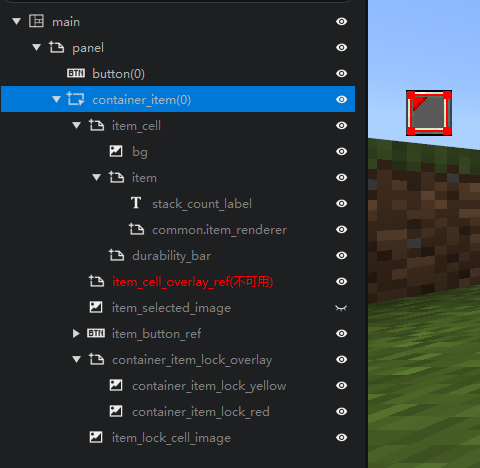 main
panel
BTN button(0)
container_item(0)
item_cell
bg
item
T stack_count_label
common.item_renderer
durability_bar
item_cell_overlay_ref(不可用)
item_selected_image
BTN item_button_ref
container_item_lock_overlay
container_item_lock_yellow
container_item_lock_red
item_lock_cell_image